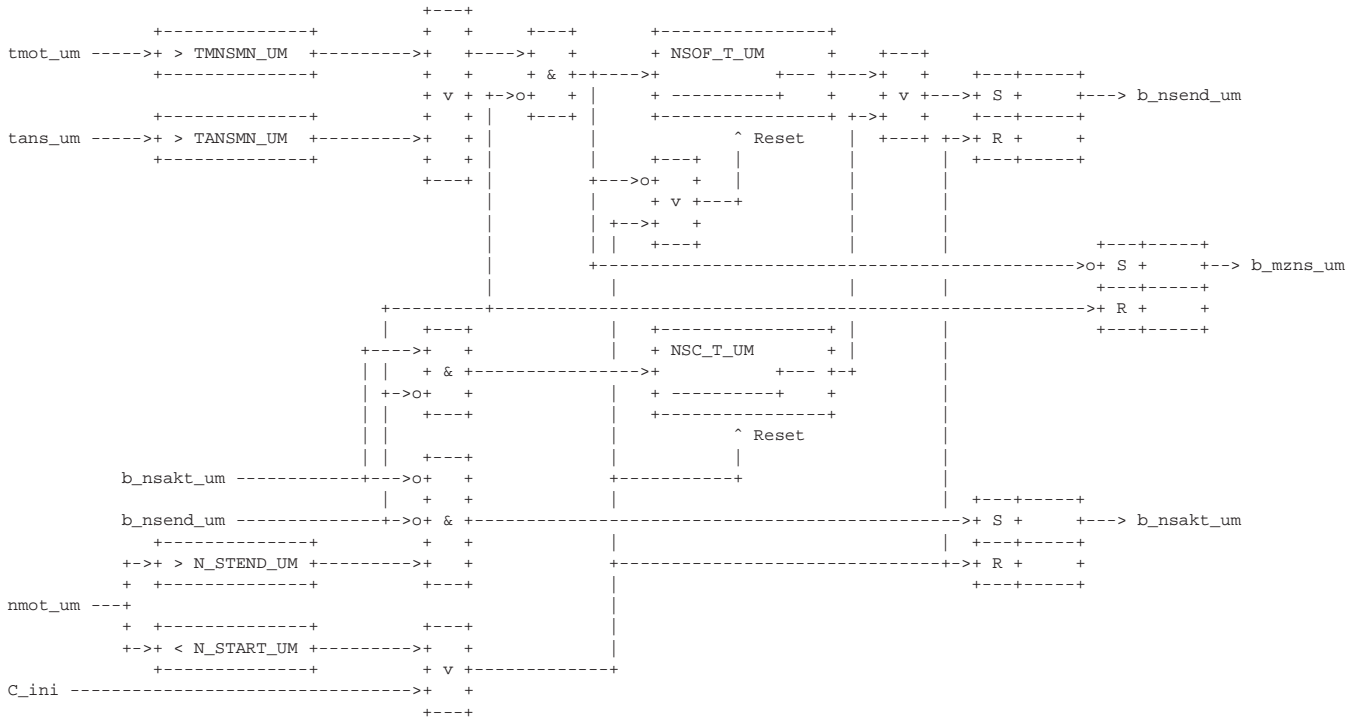 tmot_um > TMNSMN_UM NSOF_T_UM
&
v v S b_nsend_um
tans_um > TANSMN_UM Reset R
v
S b_mzns_um
R
NSC_T_UM
&
^ Reset
b_nsakt_um
b_nsend_um & S b_nsakt_um
> N_STEND_UM R
nmot_um
< N_START_UM
v
C_ini